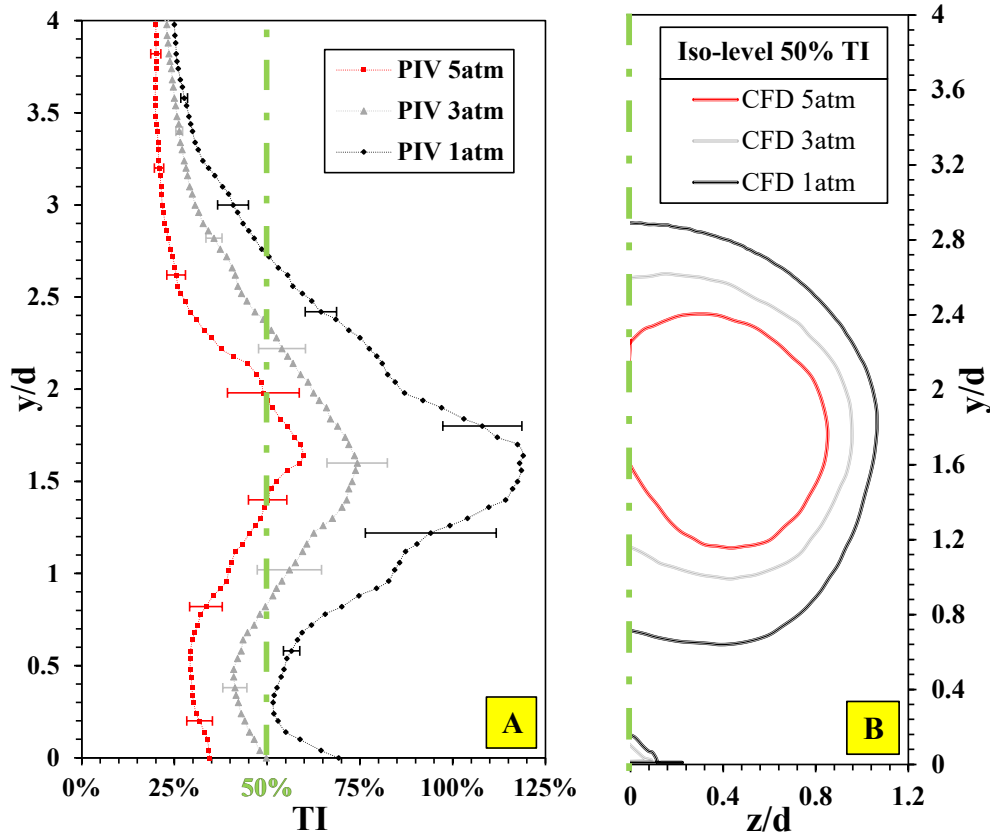 4
3.5
3
2.5
2
1.5
1
0.5
0
y/d
PIV 5atm
PIV 3atm
PIV 1atm
A
0%
25%
50%
75%
100%
125%
TI
Iso-level 50% TI
CFD 5atm
CFD 3atm
CFD 1atm
4
3.6
3.2
2.8
2.4
2
1.6
1.2
0.8
0.4
0
y/d
B
0
0.4
0.8
1.2
z/d